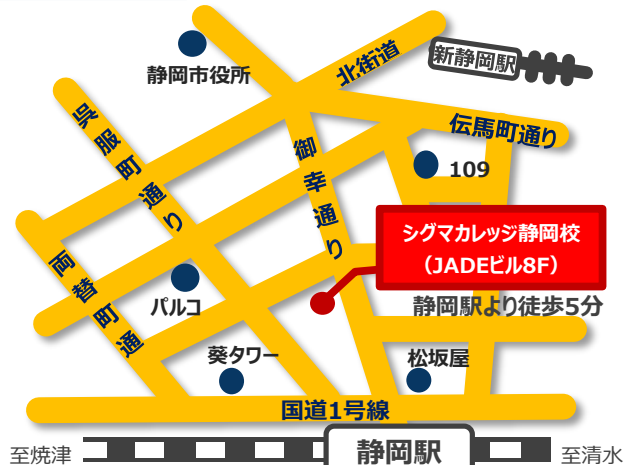 北街道
新静岡駅
静岡市役所
呉服町通り
御幸通り
伝馬町通り
109
両替町通
シグマカレッジ静岡校
（JADEビル8F）
パルコ
静岡駅より徒歩5分
葵タワー
松坂屋
国道1号線
至焼津
静岡駅
至清水